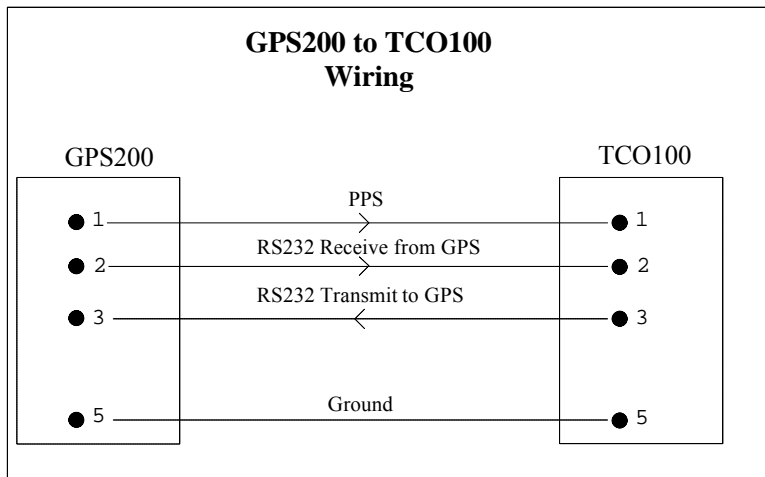 GPS200 to TCO100
Wiring
GPS200
TCO100
PPS
1
1
RS232 Receive from GPS
2
2
RS232 Transmit to GPS
3
3
Ground
5
5